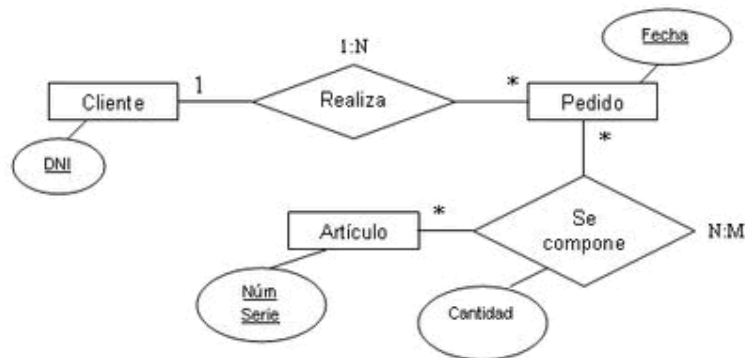 Fecha
1:N
Cliente
1
Realiza
*
Pedido
DNI
*
Artículo
*
Se
compone
N:M
Núm
Serie
Cantidad